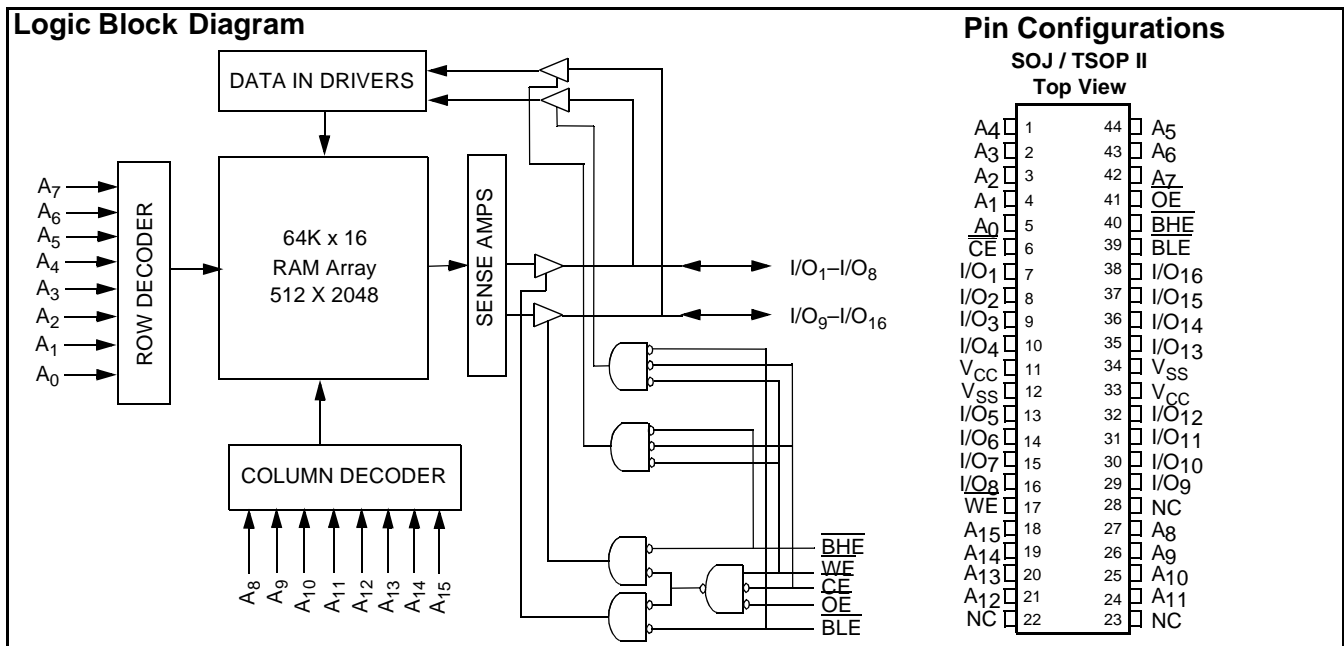 Logic Block Diagram
DATA IN DRIVERS
A7
A6
A5
A4
A3
A2
A1
A0
ROW DECODER
64K x 16
RAM Array
512 X 2048
SENSE AMPS
I/O1–I/O8
I/O9–I/O16
COLUMN DECODER
A8
A9
A10
A11
A12
A13
A14
A15
BHE
WE
CE
OE
BLE
Pin Configurations
SOJ / TSOP II
Top View
A4 1 44 A5
A3 2 43 A6
A2 3 42 A7
A1 4 41 OE
A0 5 40 BHE
CE 6 39 BLE
I/O1 7 38 I/O16
I/O2 8 37 I/O15
I/O3 9 36 I/O14
I/O4 10 35 I/O13
VCC 11 34 VSS
VSS 12 33 VCC
I/O5 13 32 I/O12
I/O6 14 31 I/O11
I/O7 15 30 I/O10
I/O8 16 29 I/O9
WE 17 28 NC
A15 18 27 A8
A14 19 26 A9
A13 20 25 A10
A12 21 24 A11
NC 22 23 NC